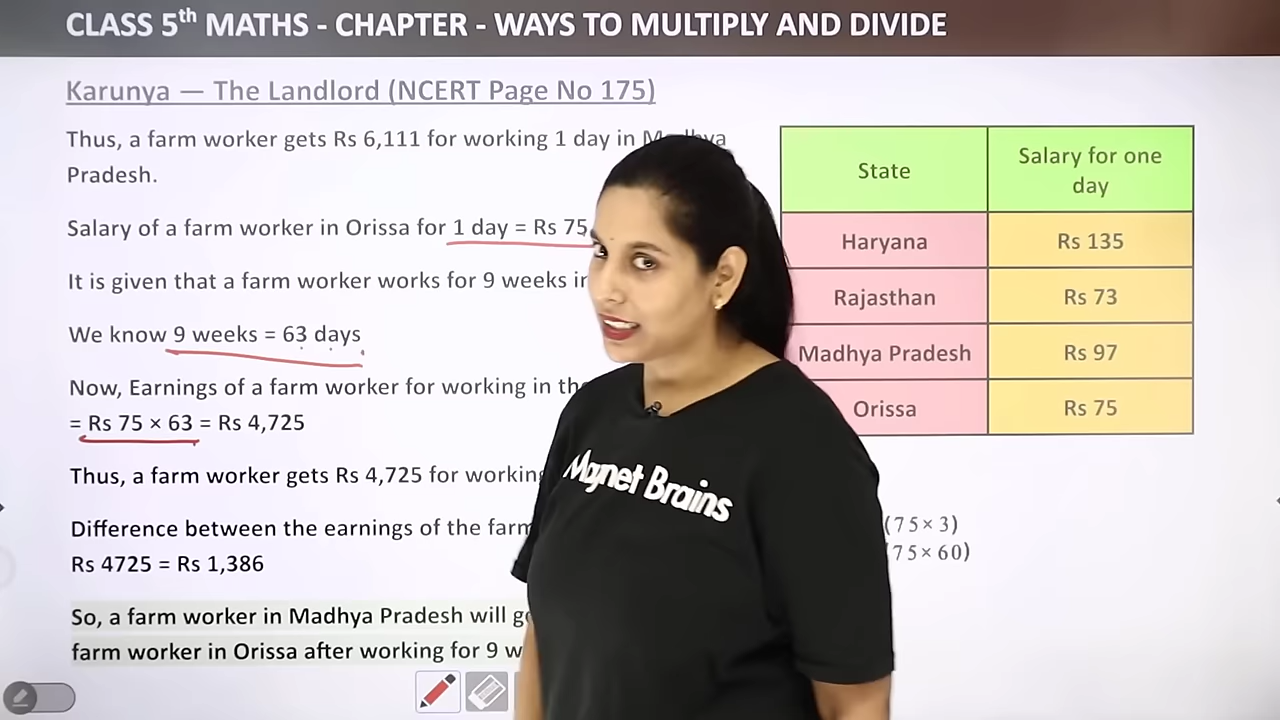 CLASS 5th MATHS - CHAPTER - WAYS TO MULTIPLY AND DIVIDE
Karunya — The Landlord (NCERT Page No 175)
Thus, a farm worker gets Rs 6,111 for working 1 day in Madhya
Pradesh.
Salary of a farm worker in Orissa for 1 day = Rs 75
It is given that a farm worker works for 9 weeks in
We know 9 weeks = 63 days
Now, Earnings of a farm worker for working in
= Rs 75 × 63 = Rs 4,725
Thus, a farm worker gets Rs 4,725 for working
Difference between the earnings of the farm
Rs 4725 = Rs 1,386
So, a farm worker in Madhya Pradesh will
farm worker in Orissa after working for 9
State Salary for one day
Haryana Rs 135
Rajasthan Rs 73
Madhya Pradesh Rs 97
Orissa Rs 75
(75× 3)
(75× 60)
Magnet Brains